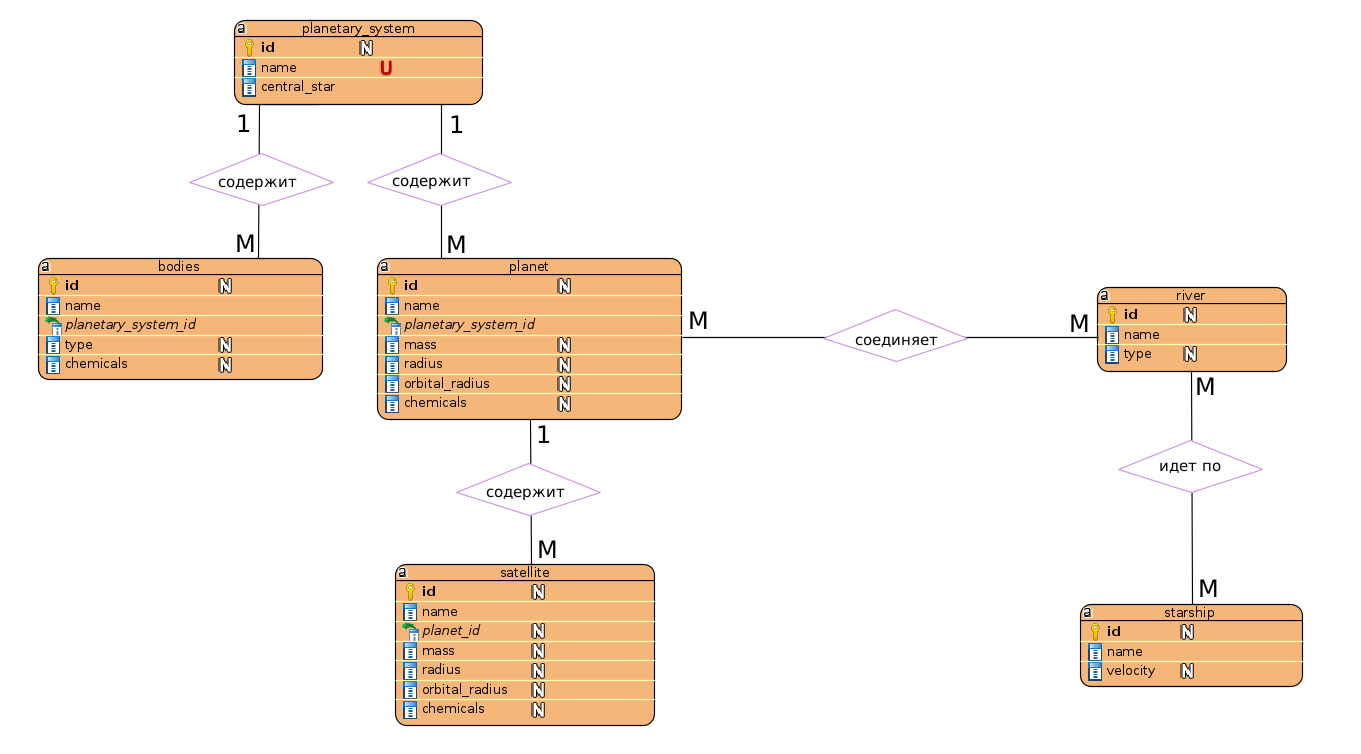 a planetary_system
id N
name U
central_star
1 1
содержит содержит
M M
a bodies
id N
name
planetary_system_id
type N
chemicals N
a planet
id N
name
planetary_system_id
mass N
radius N
orbital_radius N
chemicals N
M соединяет M
a river
id N
name
type N
1
содержит
M
M
идет по
M
a satellite
id N
name
planet_id N
mass N
radius N
orbital_radius N
chemicals N
a starship
id N
name
velocity N